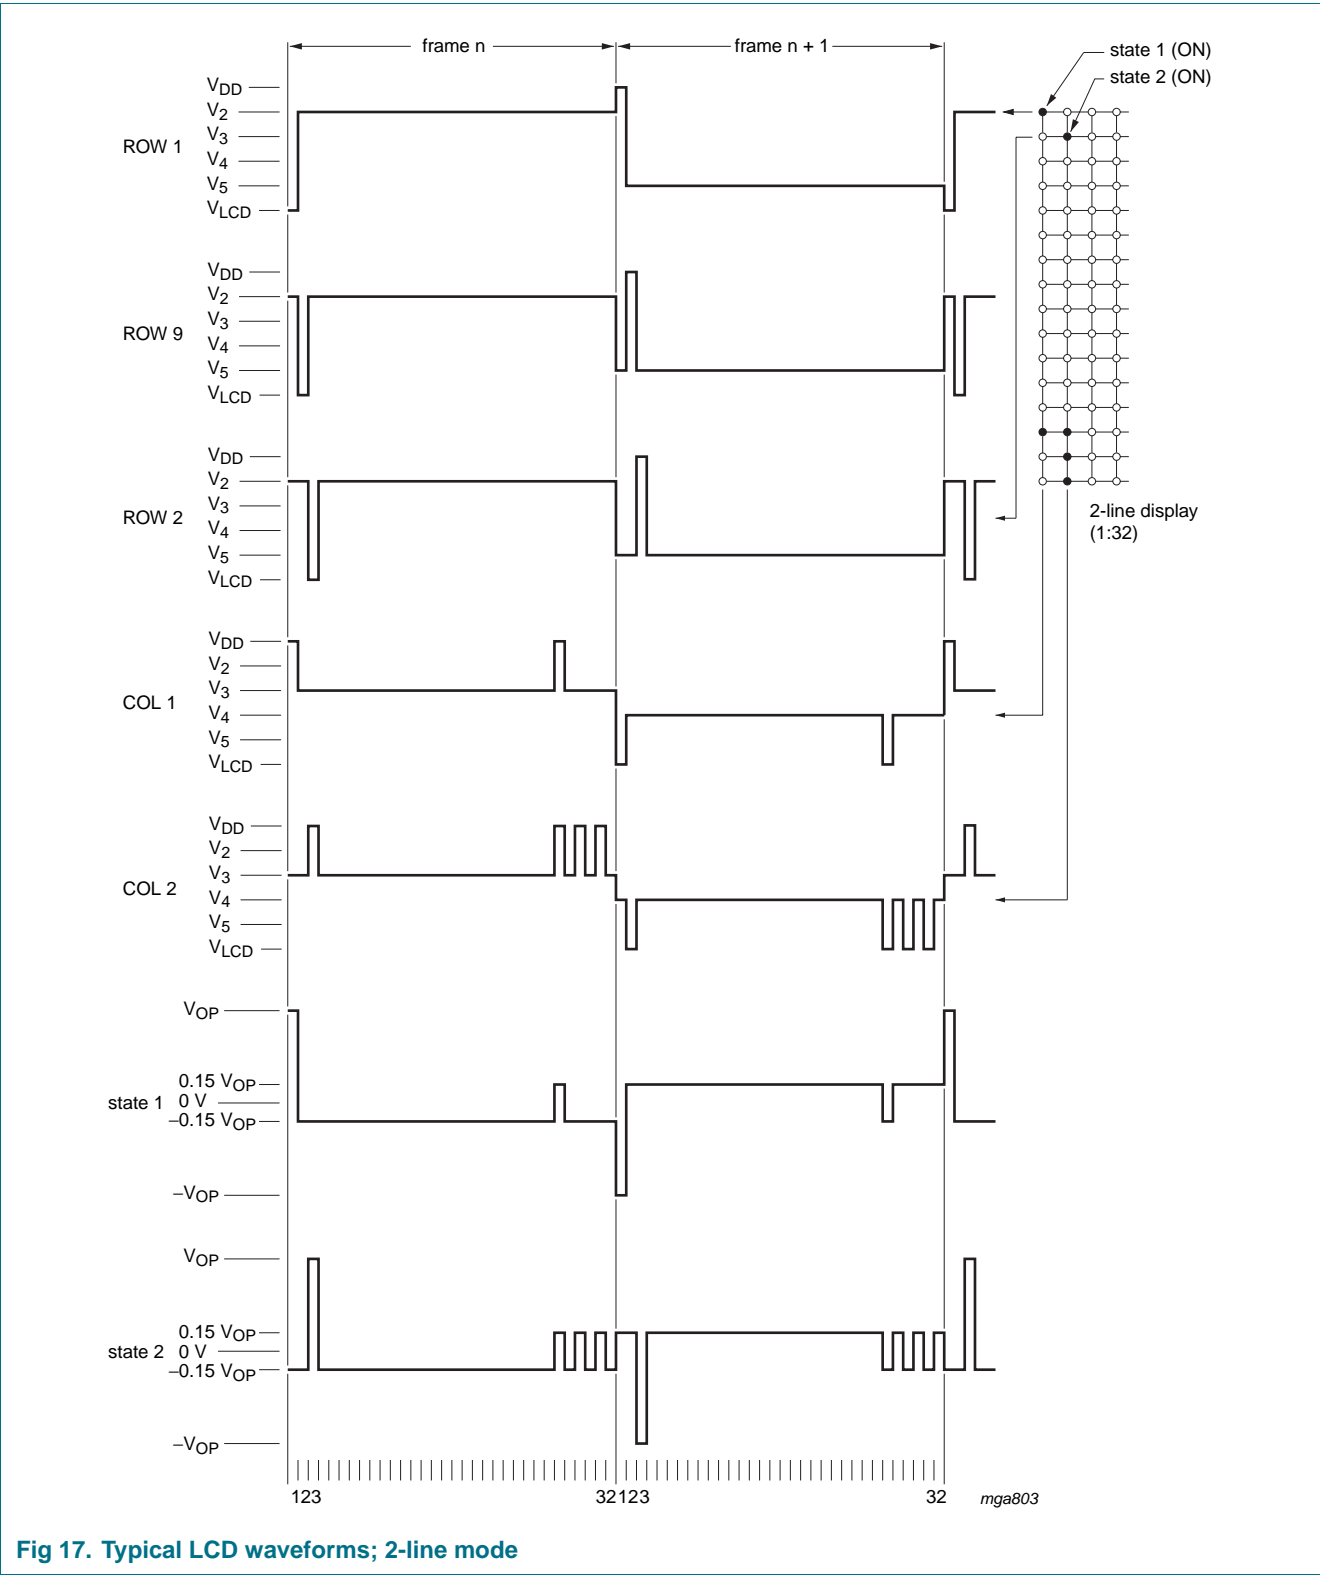 frame n
frame n + 1
state 1 (ON)
state 2 (ON)
ROW 1
VDD
V2
V3
V4
V5
VLCD
ROW 9
VDD
V2
V3
V4
V5
VLCD
ROW 2
VDD
V2
V3
V4
V5
VLCD
2-line display
(1:32)
COL 1
VDD
V2
V3
V4
V5
VLCD
COL 2
VDD
V2
V3
V4
V5
VLCD
state 1
VOP
0.15 VOP
0 V
−0.15 VOP
−VOP
state 2
VOP
0.15 VOP
0 V
−0.15 VOP
−VOP
123
32123
32
mga803
Fig 17. Typical LCD waveforms; 2-line mode